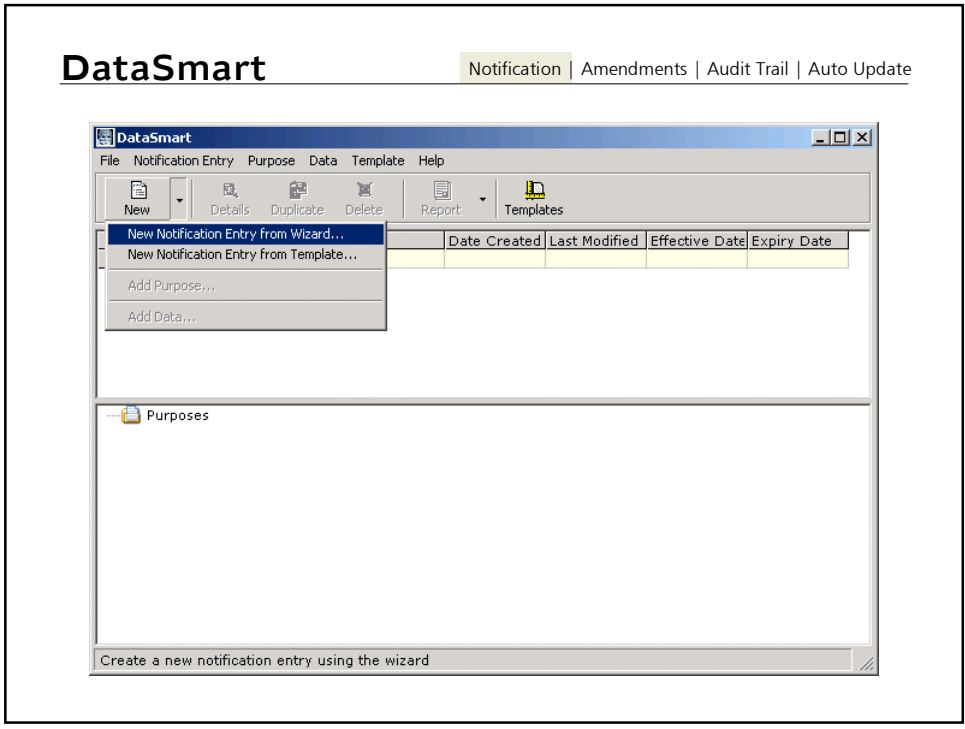 DataSmart
Notification | Amendments | Audit Trail | Auto Update
DataSmart
File Notification Entry Purpose Data Template Help
New Details Duplicate Delete Report Templates
New Notification Entry from Wizard...
New Notification Entry from Template...
Add Purpose...
Add Data...
Date Created Last Modified Effective Date Expiry Date
Purposes
Create a new notification entry using the wizard